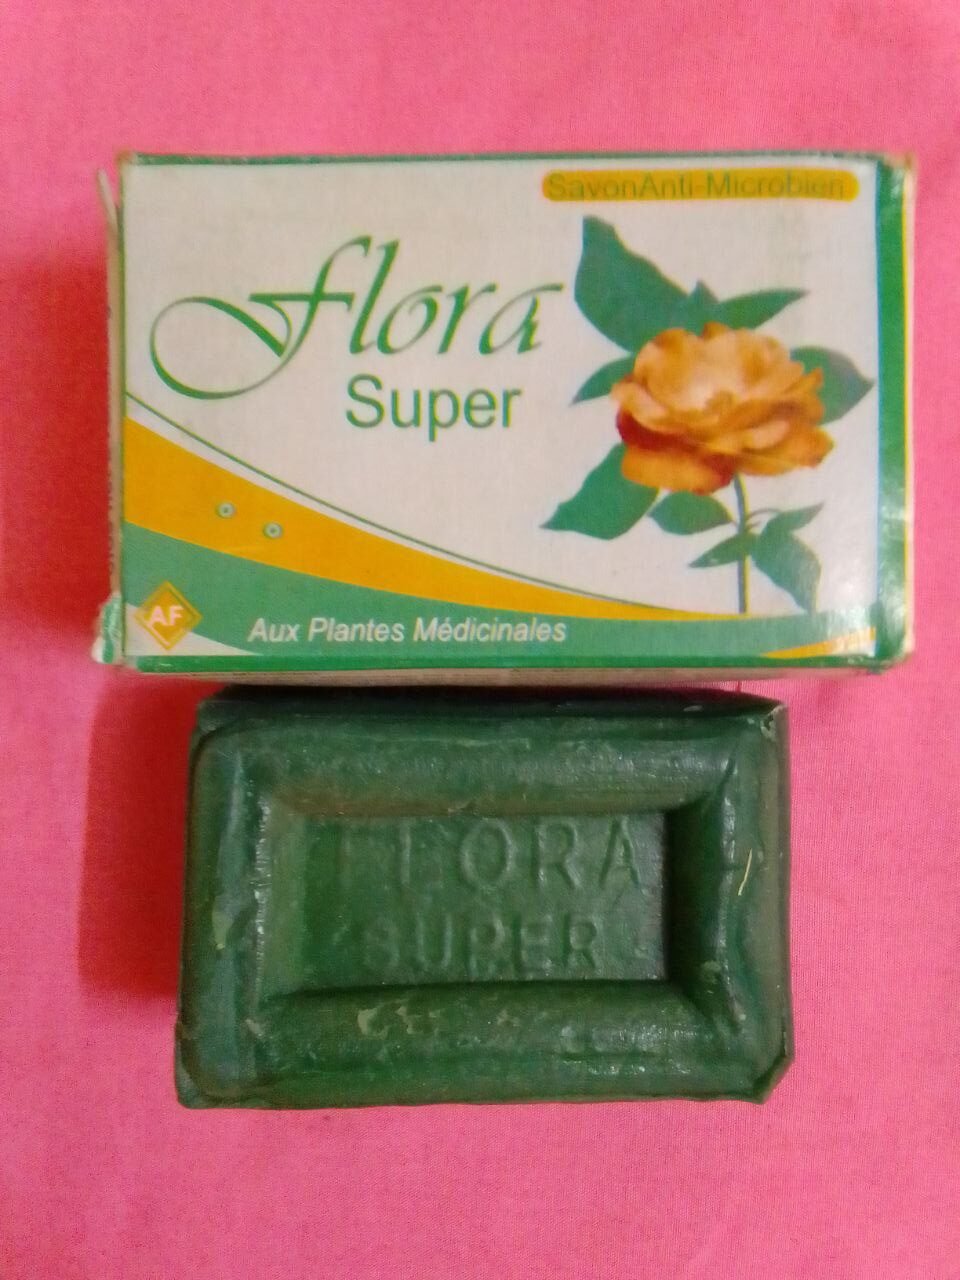 SavonAnti-Microbien
flora
Super
AF
Aux Plantes Médicinales
FLORA
SUPER